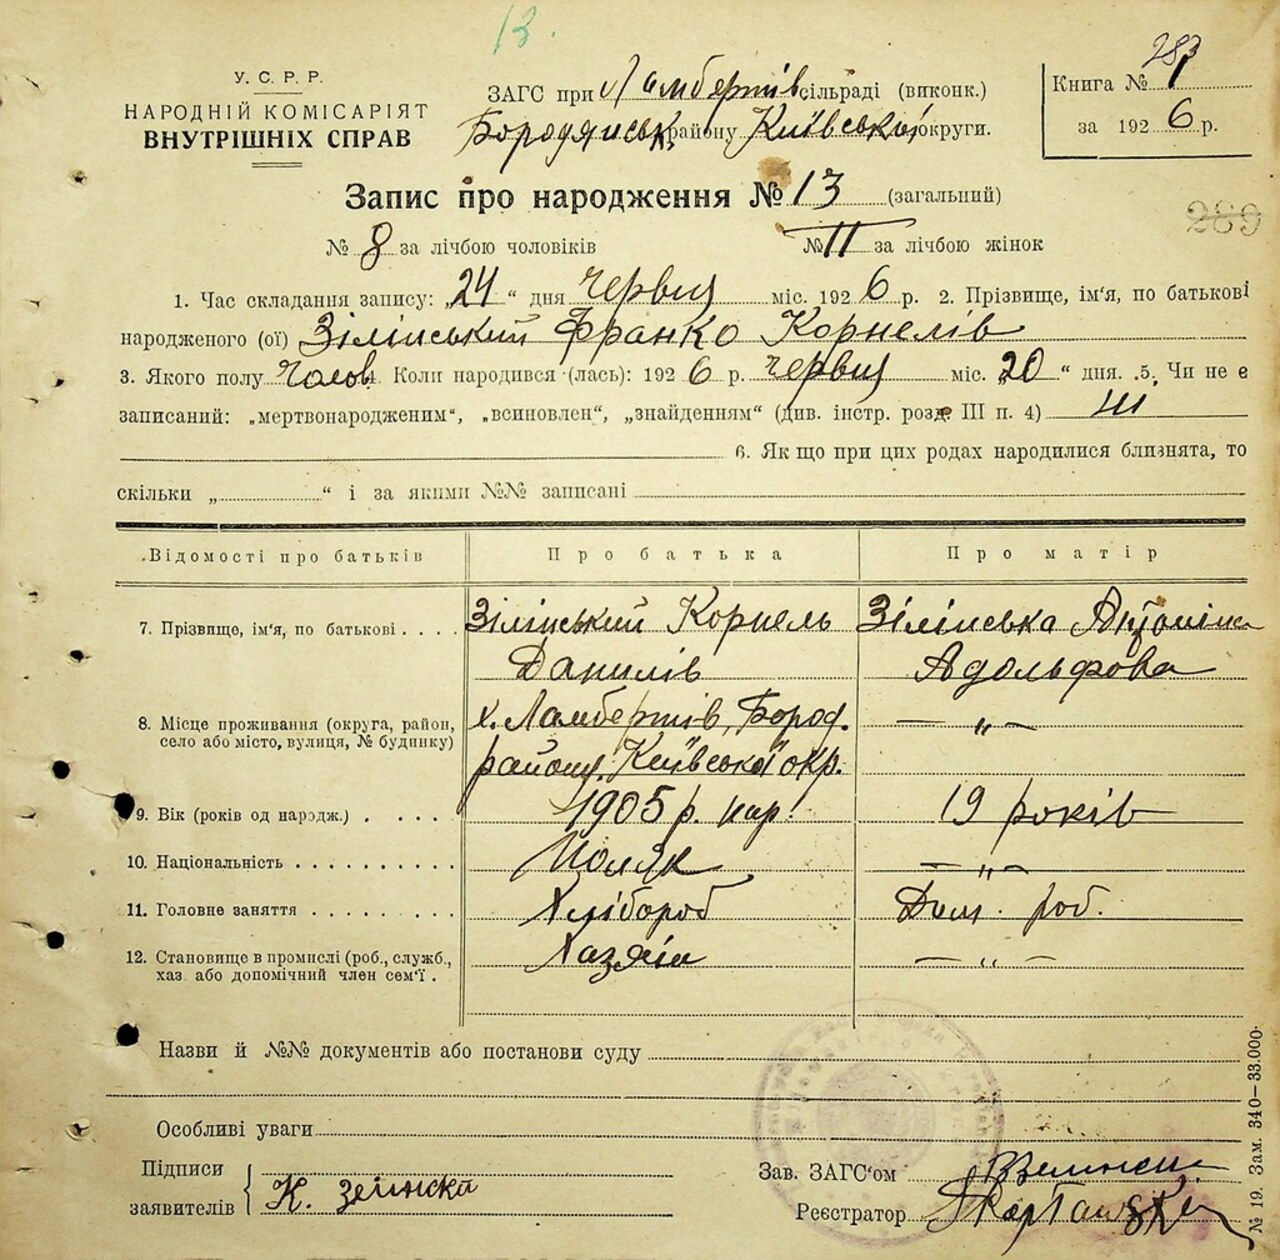 13.
У. С. Р. Р.
НАРОДНІЙ КОМІСАРІЯТ
ВНУТРІШНІХ СПРАВ
ЗАГС при Ламбертів сільраді (виконк.)
Бородянськ. району Київської округи.
283
Книга № 1
за 1926 р.
Запис про народження № 13 (загальний)
269
№ 8 за лічбою чоловіків № 11 за лічбою жінок
1. Час складання запису: „24“ дня червня міс. 1926 р. 2. Прізвище, ім'я, по батькові
народженого (ої) Зілінський Франко Корнелів
3. Якого полу чолов. 4. Коли народився (лась): 1926 р. червня міс. „20“ дня. 5. Чи не є
записаний: „мертвонародженим“, „всиновлен“, „знайденням“ (див. інстр. розд. III п. 4)
6. Якщо при цих родах народилися близнята, то
скільки „ “ і за якими №№ записані
Відомості про батьків Про батька Про матір
7. Прізвище, ім'я, по батькові . . . . Зілінський Корнель Зілінська Антоніна
Данилів Адольфова
8. Місце проживання (округа, район, х. Ламбертів, Бород. — „ —
село або місто, вулиця, № будинку) району, Київської окр.
9. Вік (років од народж.) . . . . 1905 р. нар. 19 років
10. Національність . . . . . . . . . . Поляк — „ —
11. Головне заняття . . . . . . . . Хлібороб Дом. роб.
12. Становище в промислі (роб., служб., Хазяїн — „ —
хаз. або допомічний член сем'ї .
Назви й №№ документів або постанови суду
Особливі уваги
Підписи
заявителів К. Зелински
Зав. ЗАГС'ом
Реєстратор
№ 19. Зам. 340—33.000.